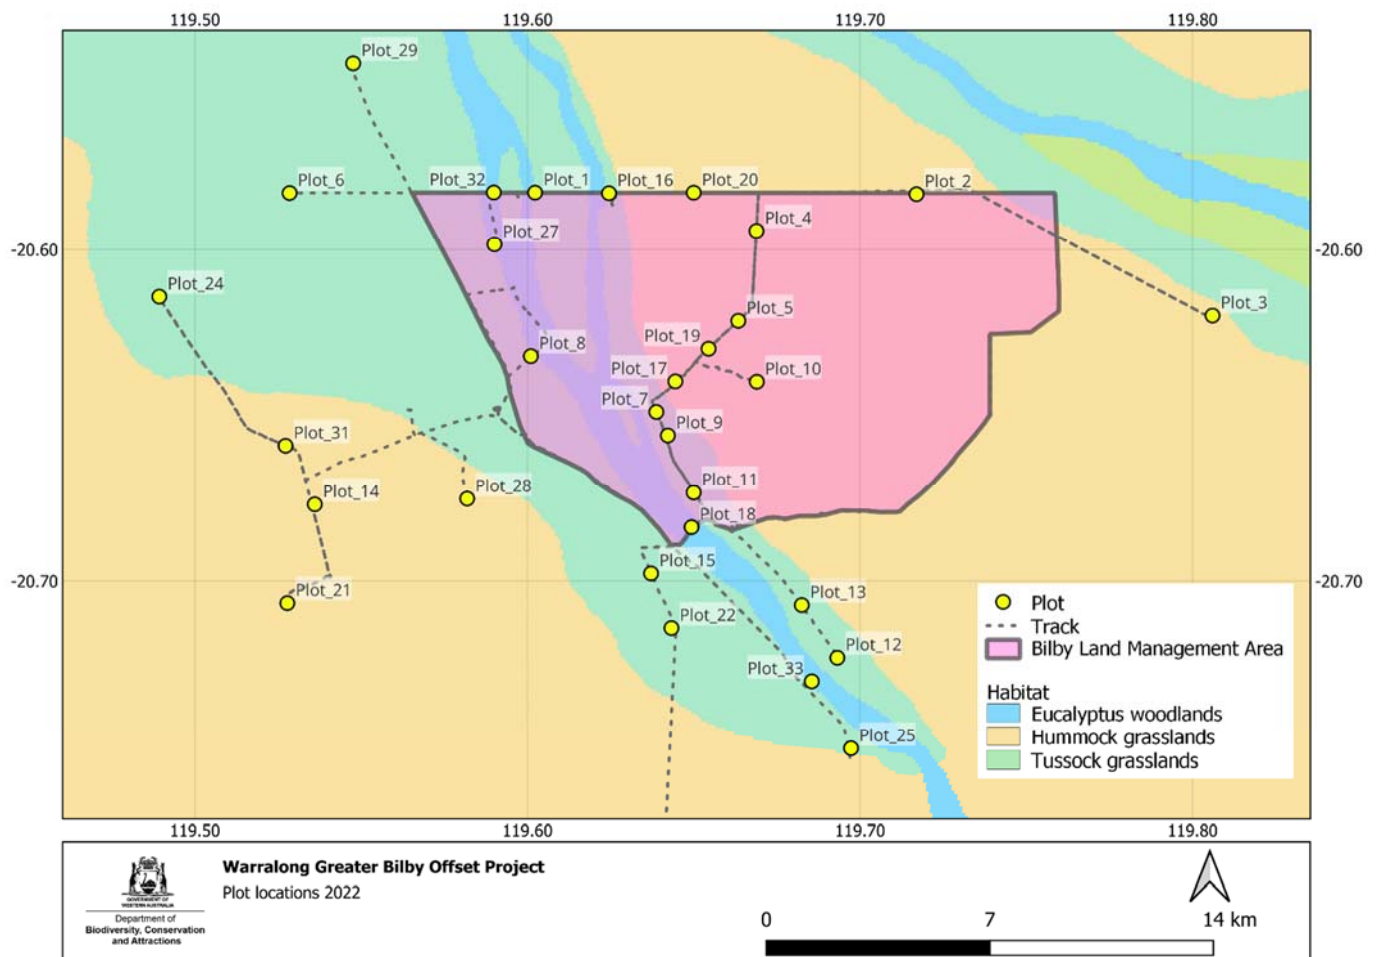 119.50 119.60 119.70 119.80
Plot_29
Plot_6 Plot_32 Plot_1 Plot_16 Plot_20 Plot_2
Plot_4
Plot_27
-20.60 -20.60
Plot_24
Plot_5 Plot_3
Plot_8 Plot_19
Plot_17 Plot_10
Plot_7
Plot_9
Plot_31
Plot_14 Plot_28 Plot_11
Plot_18
Plot_15
-20.70 -20.70
Plot_21 Plot_13
Plot_22
Plot_12
Plot_33
Plot_25
Plot
Track
Bilby Land Management Area
Habitat
Eucalyptus woodlands
Hummock grasslands
Tussock grasslands
119.50 119.60 119.70 119.80
GOVERNMENT OF
WESTERN AUSTRALIA
Department of
Biodiversity, Conservation
and Attractions
Warralong Greater Bilby Offset Project
Plot locations 2022
0 7 14 km